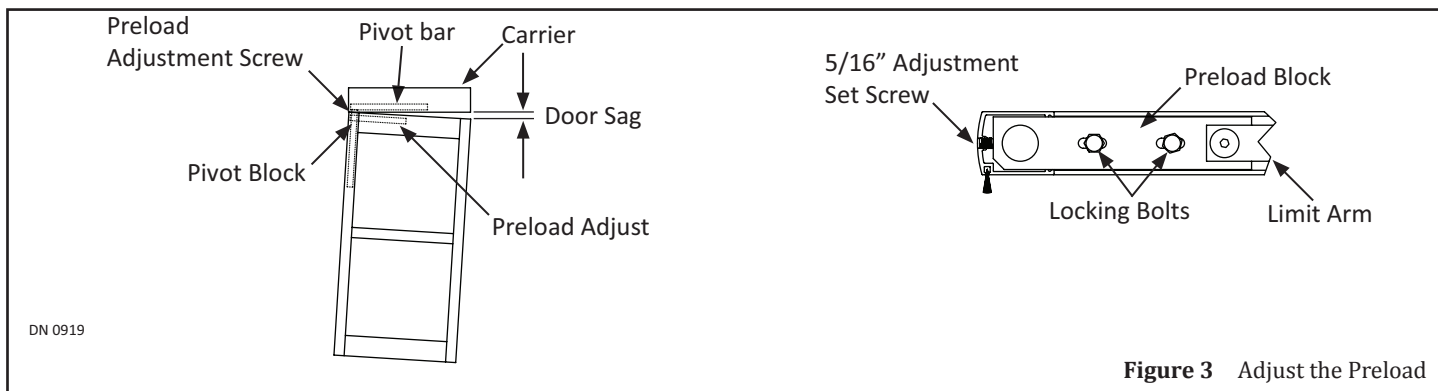 Preload
Adjustment Screw
Pivot bar
Carrier
Door Sag
Pivot Block
Preload Adjust
DN 0919
5/16” Adjustment
Set Screw
Preload Block
Locking Bolts
Limit Arm
Figure 3 Adjust the Preload